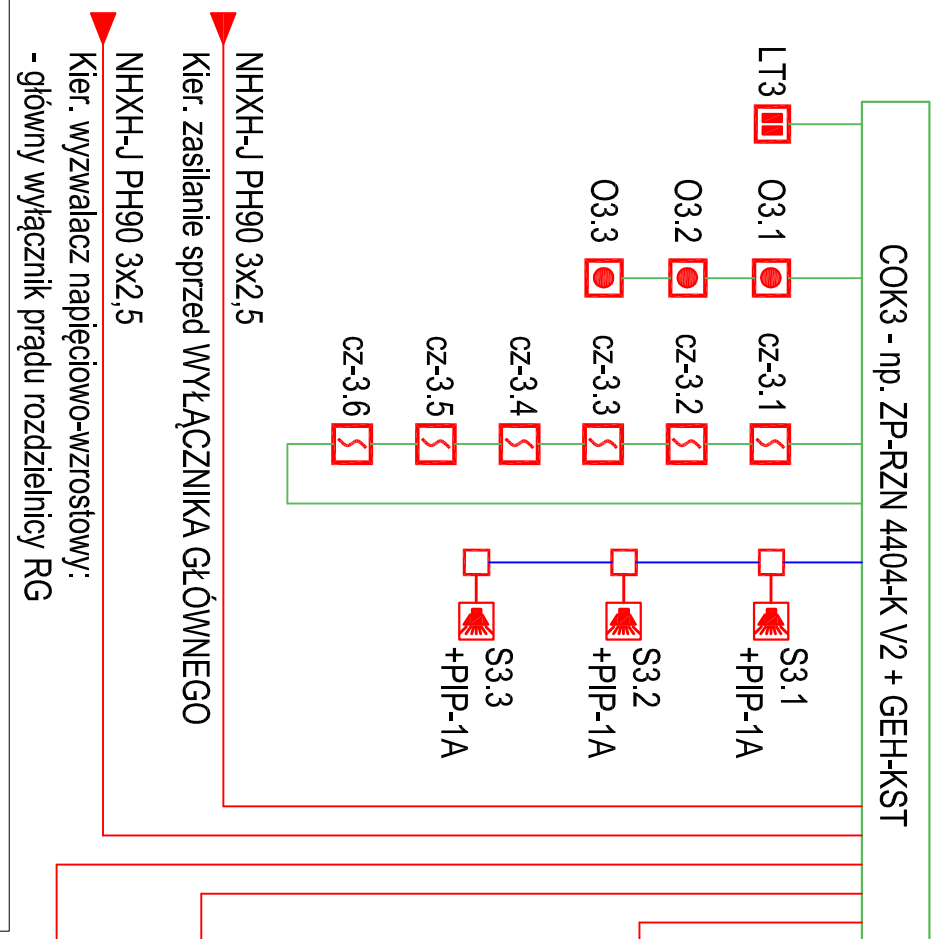 COK3 - np. ZP-RZN 4404-K V2 + GEH-KST
LT3
O3.1
O3.2
O3.3
cz-3.1
cz-3.2
cz-3.3
cz-3.4
cz-3.5
cz-3.6
S3.1
+PIP-1A
S3.2
+PIP-1A
S3.3
+PIP-1A
NHXH-J PH90 3x2,5
Kier. zasilanie sprzed WYŁĄCZNIKA GŁÓWNEGO
NHXH-J PH90 3x2,5
Kier. wyzwalacz napięciowo-wzrostowy:
- główny wyłącznik prądu rozdzielnicy RG